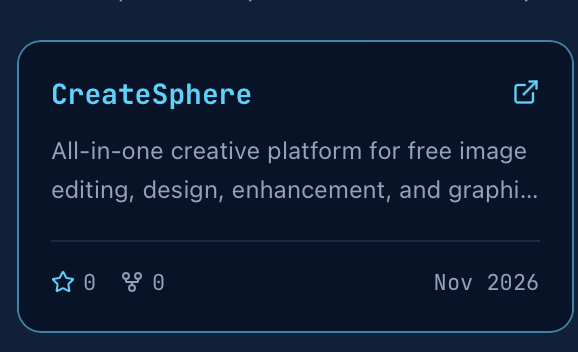 CreateSphere
All-in-one creative platform for free image
editing, design, enhancement, and graphi...
0 0 Nov 2026